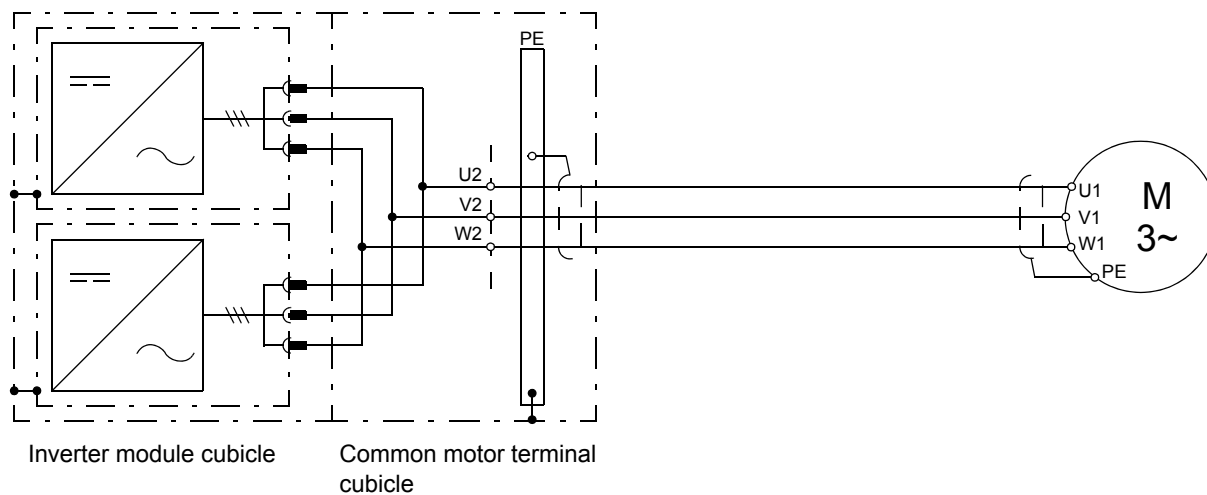 PE
U2
V2
W2
U1
V1
W1
PE
M
3~
Inverter module cubicle
Common motor terminal
cubicle